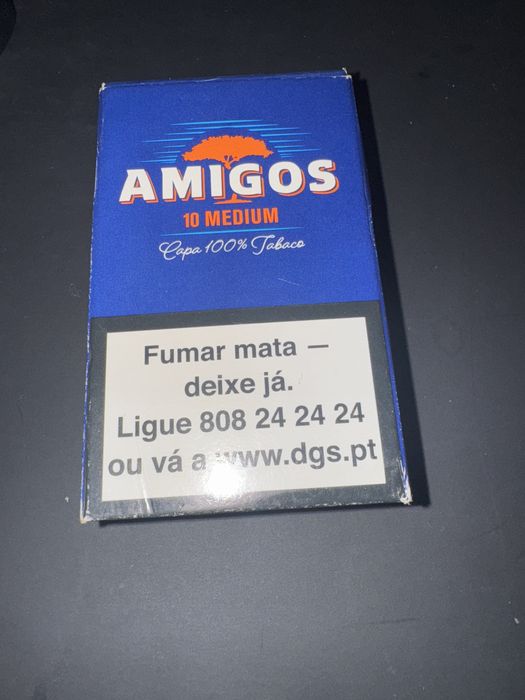 AMIGOS
10 MEDIUM
Capa 100% Tabaco
Fumar mata —
deixe já.
Ligue 808 24 24 24
ou vá a www.dgs.pt